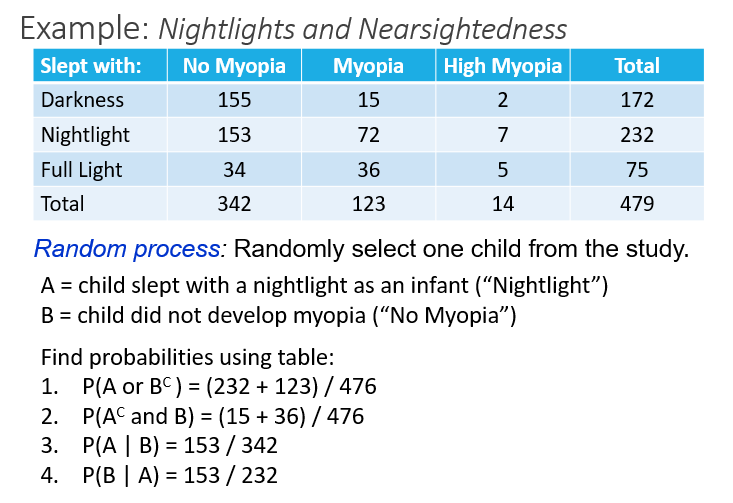 Example: Nightlights and Nearsightedness
Slept with: No Myopia Myopia High Myopia Total
Darkness 155 15 2 172
Nightlight 153 72 7 232
Full Light 34 36 5 75
Total 342 123 14 479
Random process: Randomly select one child from the study.
A = child slept with a nightlight as an infant (“Nightlight”)
B = child did not develop myopia (“No Myopia”)
Find probabilities using table:
1. P(A or Bᶜ ) = (232 + 123) / 476
2. P(Aᶜ and B) = (15 + 36) / 476
3. P(A | B) = 153 / 342
4. P(B | A) = 153 / 232